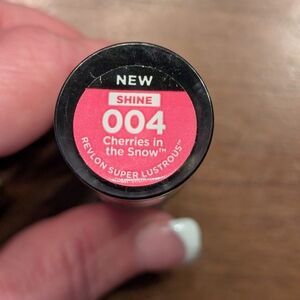 NEW
SHINE
004
Cherries in
the Snow™
REVLON SUPER LUSTROUS™